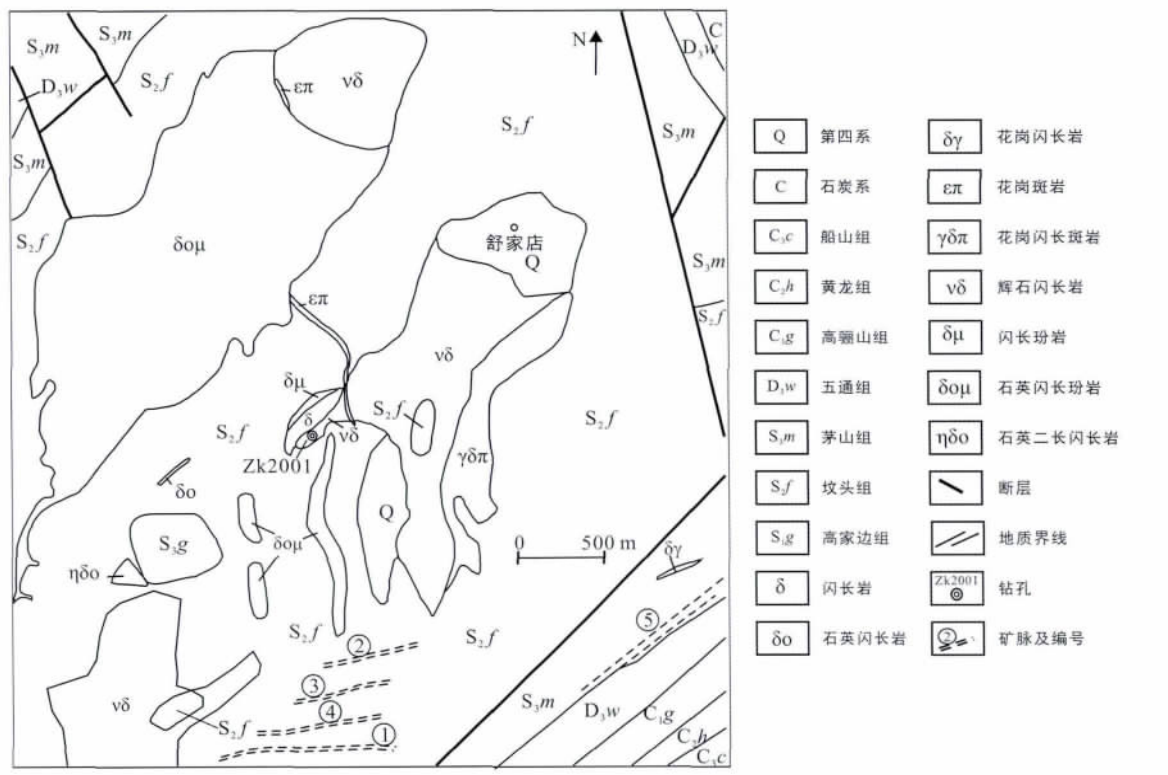 S₃m
S₃m
C
D₃w
N
S₂f
επ
νδ
D₃w
S₂f
S₃m
S₃m
S₂f
δομ
舒家店
Q
S₃m
επ
S₂f
νδ
δμ
δ
S₂f
S₂f
S₂f
νδ
Zk2001
γδπ
δο
Q
S₃g
δομ
0 500 m
δγ
ηδο
⑤
S₂f
S₂f
②
③
S₃m
νδ
④
D₃w
C₁g
S₂f
①
C₂h
C₃c
Q 第四系
C 石炭系
C₃c 船山组
C₂h 黄龙组
C₁g 高骊山组
D₃w 五通组
S₃m 茅山组
S₂f 坟头组
S₁g 高家边组
δ 闪长岩
δο 石英闪长岩
δγ 花岗闪长岩
επ 花岗斑岩
γδπ 花岗闪长斑岩
νδ 辉石闪长岩
δμ 闪长玢岩
δομ 石英闪长玢岩
ηδο 石英二长闪长岩
断层
地质界线
Zk2001 钻孔
② 矿脉及编号